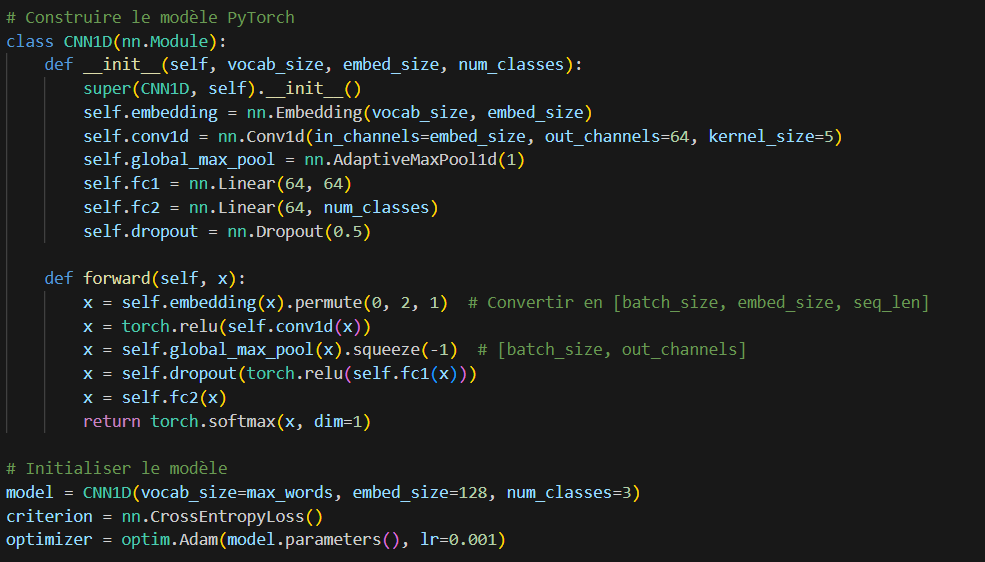 # Construire le modèle PyTorch
class CNN1D(nn.Module):
    def __init__(self, vocab_size, embed_size, num_classes):
        super(CNN1D, self).__init__()
        self.embedding = nn.Embedding(vocab_size, embed_size)
        self.conv1d = nn.Conv1d(in_channels=embed_size, out_channels=64, kernel_size=5)
        self.global_max_pool = nn.AdaptiveMaxPool1d(1)
        self.fc1 = nn.Linear(64, 64)
        self.fc2 = nn.Linear(64, num_classes)
        self.dropout = nn.Dropout(0.5)

    def forward(self, x):
        x = self.embedding(x).permute(0, 2, 1)  # Convertir en [batch_size, embed_size, seq_len]
        x = torch.relu(self.conv1d(x))
        x = self.global_max_pool(x).squeeze(-1)  # [batch_size, out_channels]
        x = self.dropout(torch.relu(self.fc1(x)))
        x = self.fc2(x)
        return torch.softmax(x, dim=1)

# Initialiser le modèle
model = CNN1D(vocab_size=max_words, embed_size=128, num_classes=3)
criterion = nn.CrossEntropyLoss()
optimizer = optim.Adam(model.parameters(), lr=0.001)